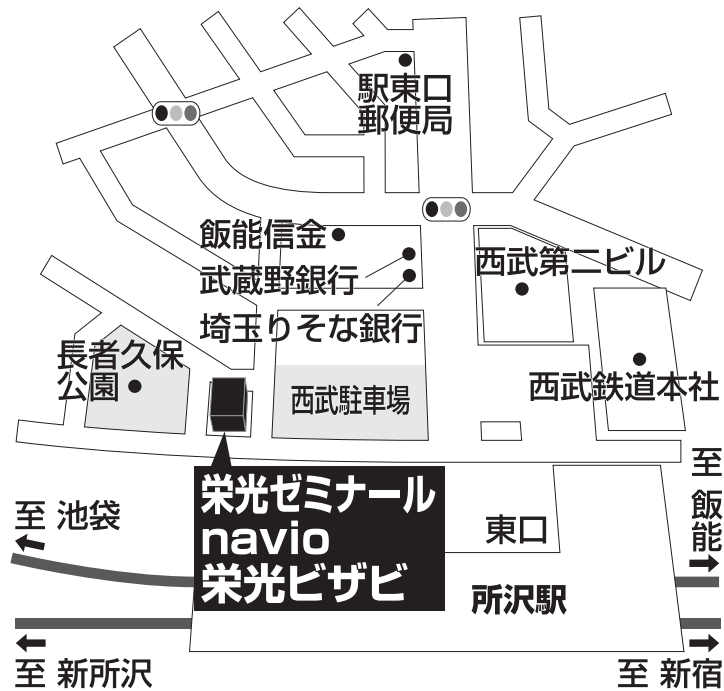 駅東口
郵便局
飯能信金
武蔵野銀行
埼玉りそな銀行
西武第二ビル
長者久保
公園
西武駐車場
西武鉄道本社
栄光ゼミナール
navio
栄光ビザビ
東口
所沢駅
至 池袋
至 飯能
至 新所沢
至 新宿